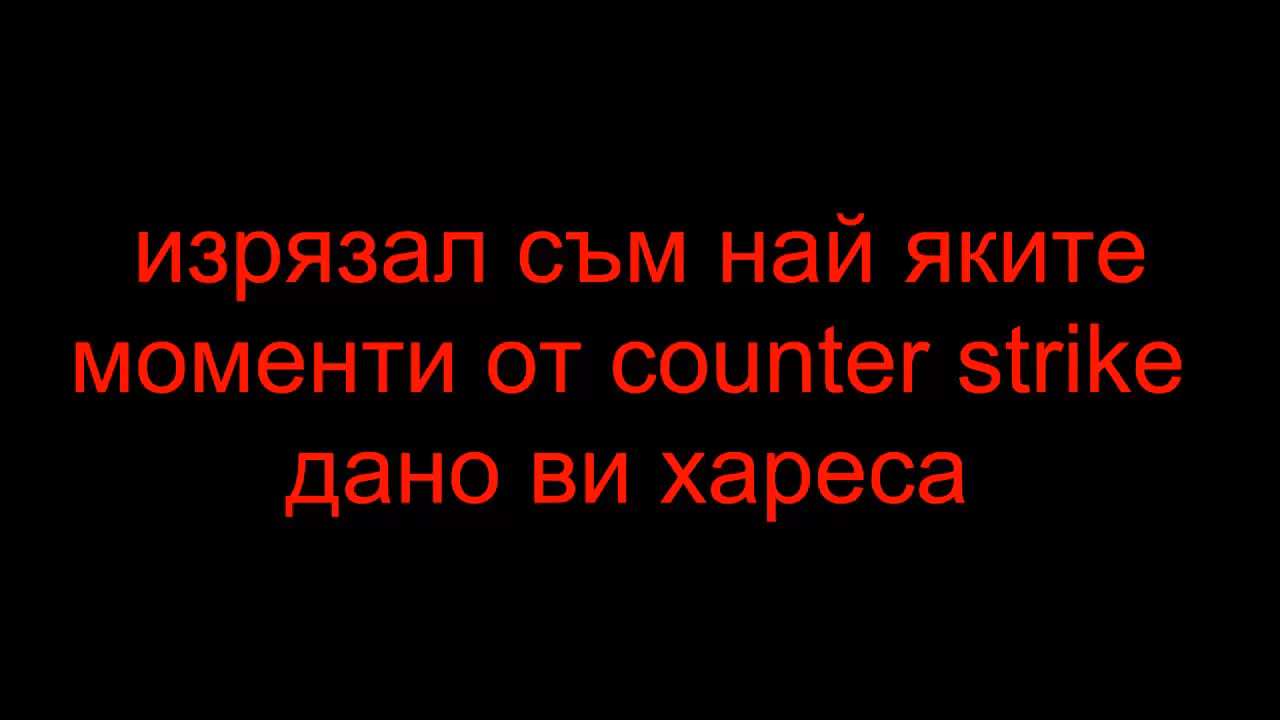 изрязал съм най яките
моменти от counter strike
дано ви хареса